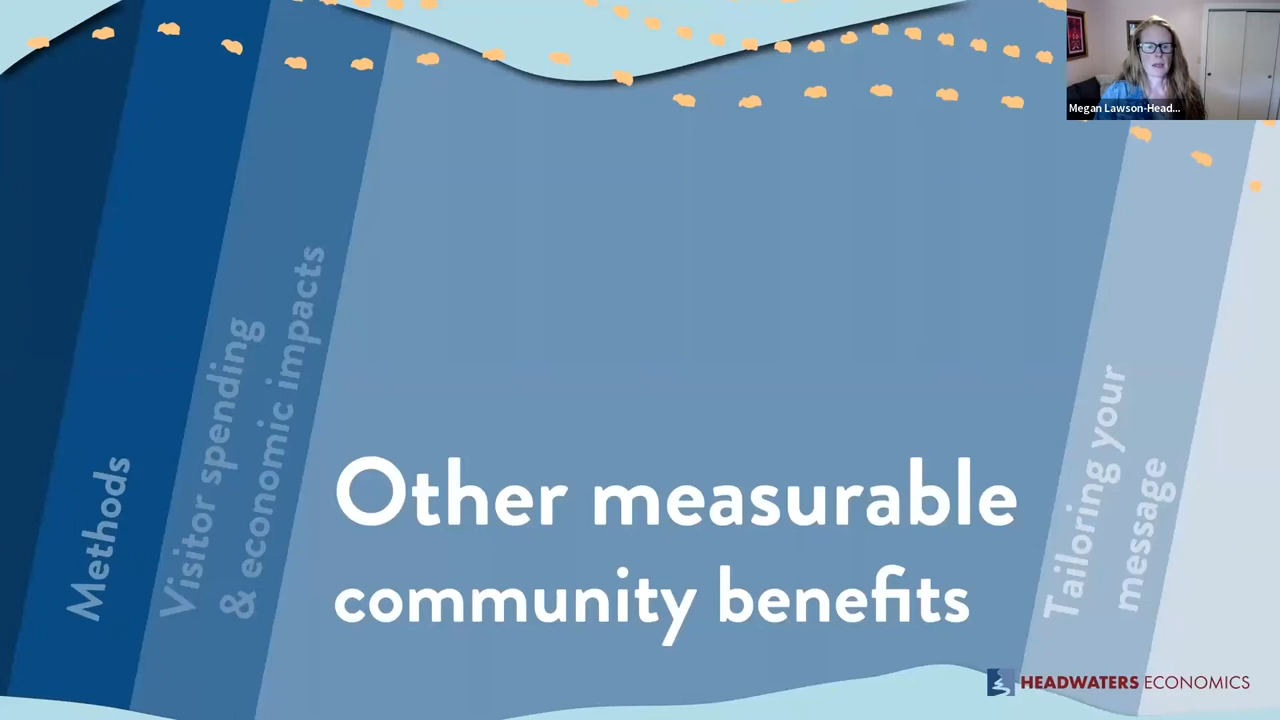 Megan Lawson-Head...
Methods
Visitor spending
& economic impacts
Other measurable
community benefits
Tailoring your
message
HEADWATERS ECONOMICS